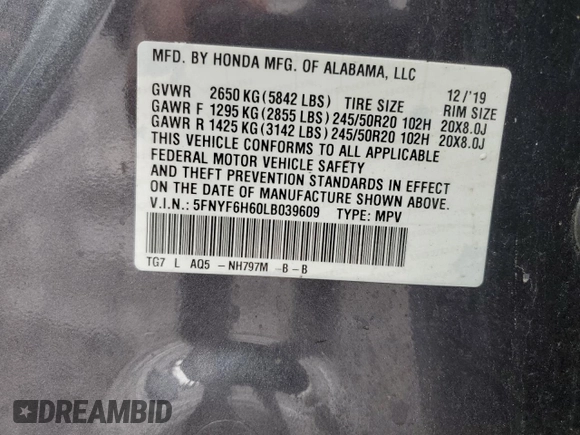 MFD. BY HONDA MFG. OF ALABAMA, LLC
GVWR 2650 KG (5842 LBS) TIRE SIZE 12/'19 RIM SIZE
GAWR F 1295 KG (2855 LBS) 245/50R20 102H 20X8.0J
GAWR R 1425 KG (3142 LBS) 245/50R20 102H 20X8.0J
THIS VEHICLE CONFORMS TO ALL APPLICABLE
FEDERAL MOTOR VEHICLE SAFETY
AND THEFT PREVENTION STANDARDS IN EFFECT
ON THE DATE OF MANUFACTURE SHOWN ABOVE.
V.I.N.: 5FNYF6H60LB039609 TYPE: MPV
TG7 L AQ5 -NH797M -B-B
DREAMBID